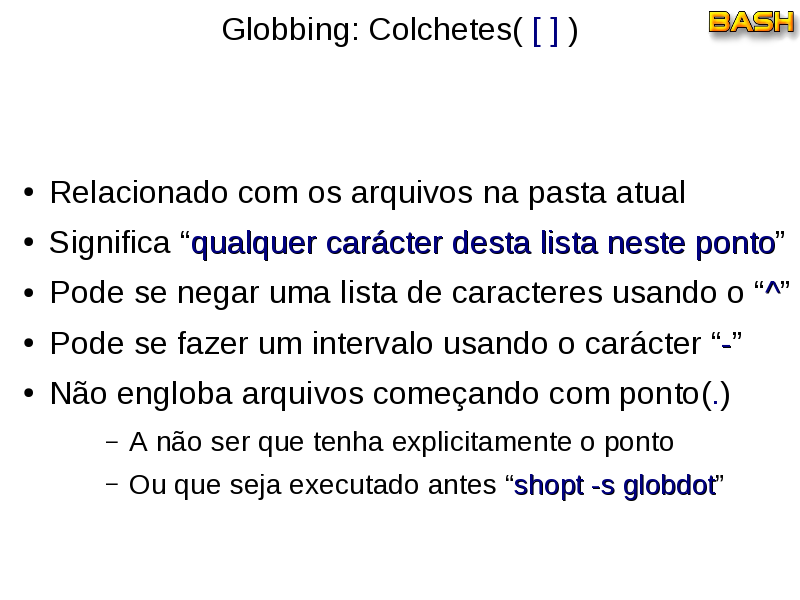 Globbing: Colchetes( [ ] )
BASH
• Relacionado com os arquivos na pasta atual
• Significa “qualquer carácter desta lista neste ponto”
• Pode se negar uma lista de caracteres usando o “^”
• Pode se fazer um intervalo usando o carácter “-”
• Não engloba arquivos começando com ponto(.)
– A não ser que tenha explicitamente o ponto
– Ou que seja executado antes “shopt -s globdot”